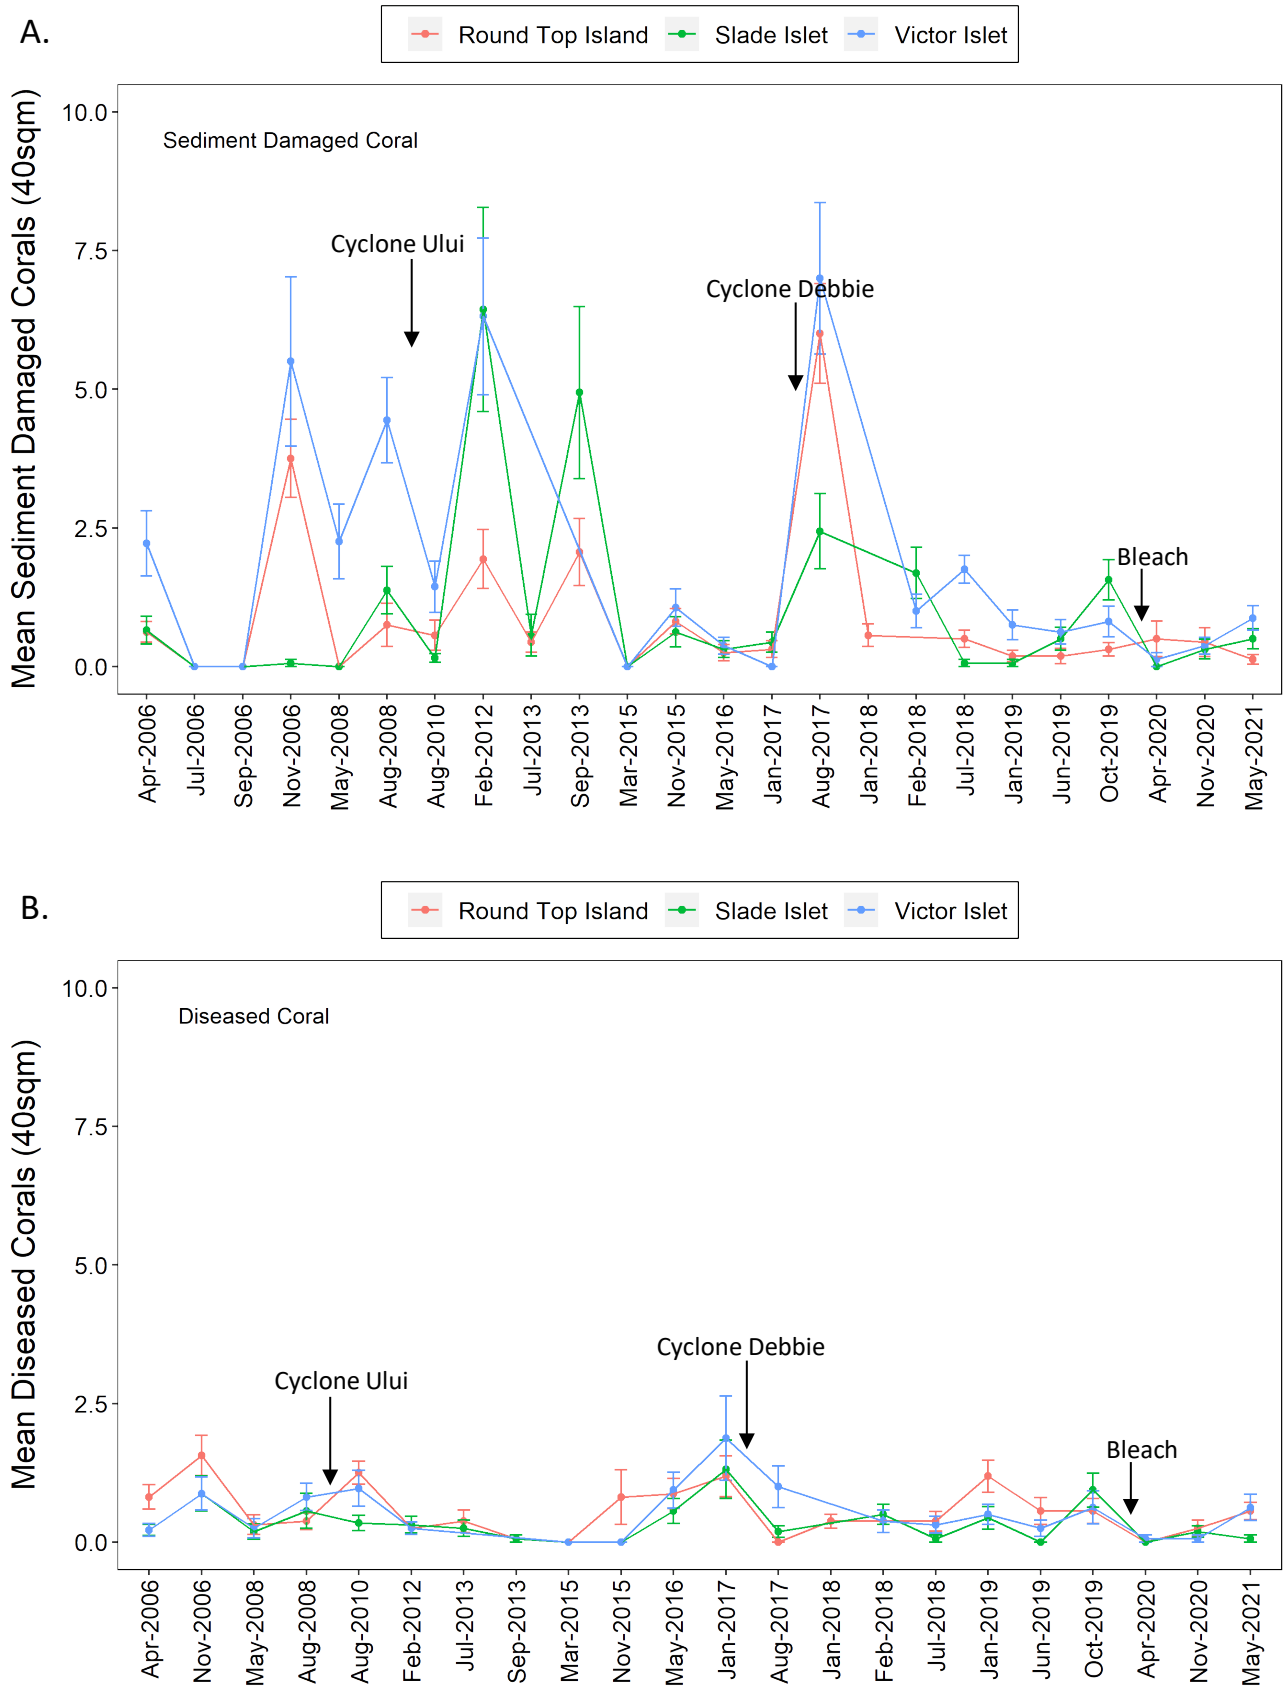 A.
Round Top Island Slade Islet Victor Islet
Mean Sediment Damaged Corals (40sqm)
10.0
7.5
5.0
2.5
0.0
Sediment Damaged Coral
Cyclone Ului
Cyclone Debbie
Bleach
Apr-2006
Jul-2006
Sep-2006
Nov-2006
May-2008
Aug-2008
Aug-2010
Feb-2012
Jul-2013
Sep-2013
Mar-2015
Nov-2015
May-2016
Jan-2017
Aug-2017
Jan-2018
Feb-2018
Jul-2018
Jan-2019
Jun-2019
Oct-2019
Apr-2020
Nov-2020
May-2021
B.
Round Top Island Slade Islet Victor Islet
Mean Diseased Corals (40sqm)
10.0
7.5
5.0
2.5
0.0
Diseased Coral
Cyclone Debbie
Cyclone Ului
Bleach
Apr-2006
Nov-2006
May-2008
Aug-2008
Aug-2010
Feb-2012
Jul-2013
Sep-2013
Mar-2015
Nov-2015
May-2016
Jan-2017
Aug-2017
Jan-2018
Feb-2018
Jul-2018
Jan-2019
Jun-2019
Oct-2019
Apr-2020
Nov-2020
May-2021